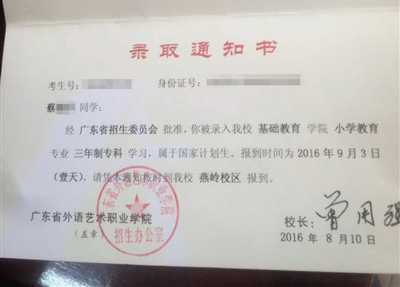 录取通知书
考生号: 身份证号:
蔡 同学:
经 广东省招生委员会 批准,你被录入我校 基础教育 学院 小学教育
专业 三年制专科 学习,属于国家计划生。报到时间为 2016 年 9 月 3 日
(壹天)。请凭本通知按时到我校 燕岭校区 报到。
广东省外语艺术职业学院
(盖章)
招生办公室
校长: 曾用强
2016 年 8 月 10 日